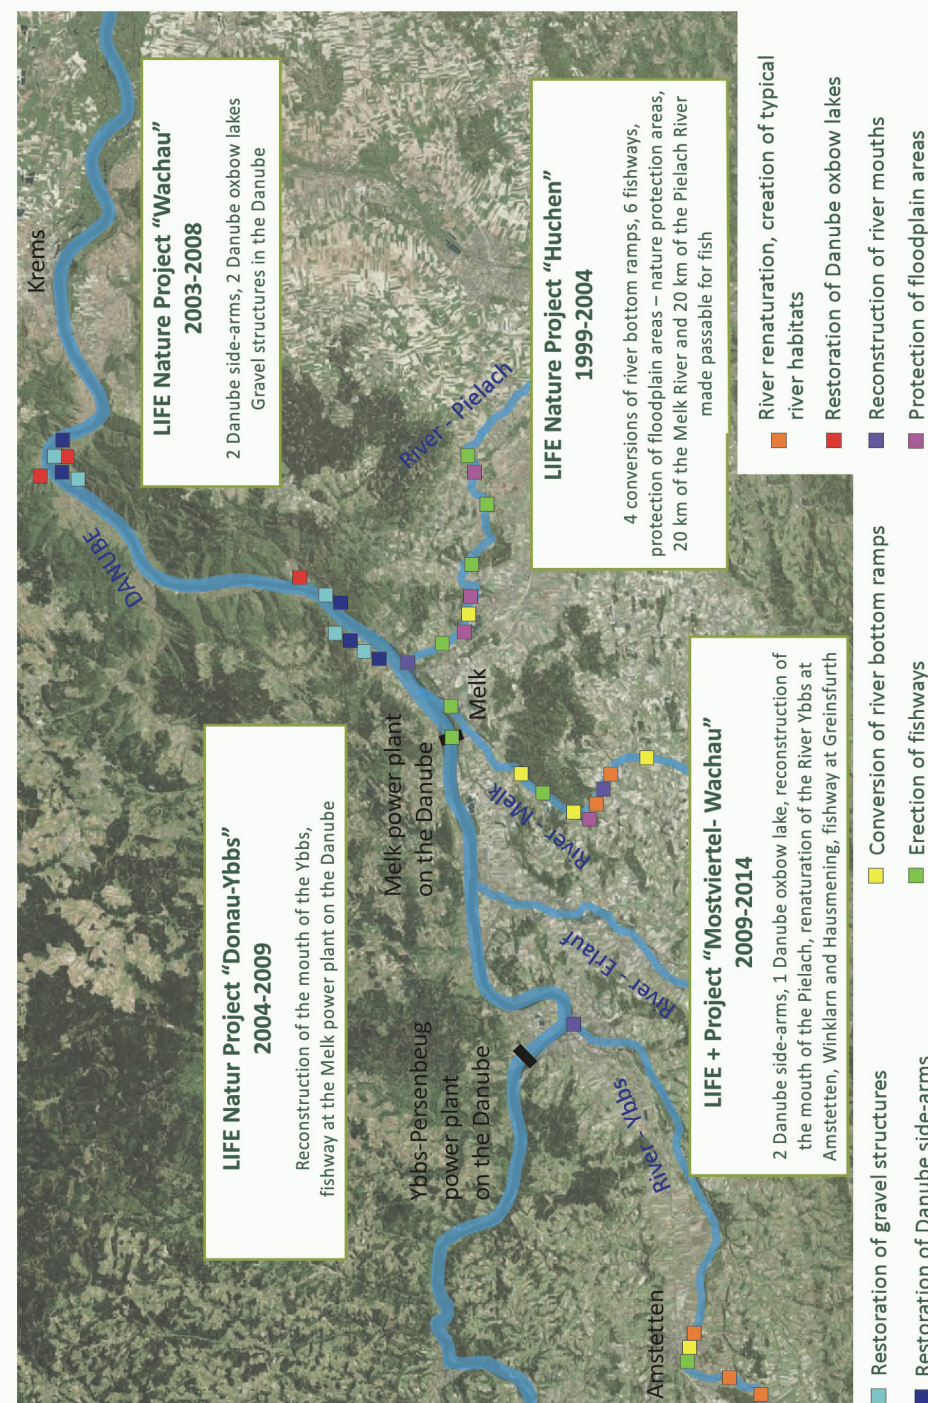 Krems
LIFE Nature Project “Wachau”
2003-2008
2 Danube side-arms, 2 Danube oxbow lakes
Gravel structures in the Danube
DANUBE
River - Pielach
LIFE Nature Project “Huchen”
1999-2004
4 conversions of river bottom ramps, 6 fishways,
protection of floodplain areas – nature protection areas,
20 km of the Melk River and 20 km of the Pielach River
made passable for fish
LIFE Natur Project “Donau-Ybbs”
2004-2009
Reconstruction of the mouth of the Ybbs,
fishway at the Melk power plant on the Danube
Melk power plant
on the Danube
Melk
River - Melk
River - Erlauf
Ybbs-Persenbeug
power plant
on the Danube
River - Ybbs
Amstetten
LIFE + Project “Mostviertel- Wachau”
2009-2014
2 Danube side-arms, 1 Danube oxbow lake, reconstruction of
the mouth of the Pielach, renaturation of the River Ybbs at
Amstetten, Winklarn and Hausmening, fishway at Greinsfurth
Restoration of gravel structures
Restoration of Danube side-arms
Conversion of river bottom ramps
Erection of fishways
River renaturation, creation of typical
river habitats
Restoration of Danube oxbow lakes
Reconstruction of river mouths
Protection of floodplain areas